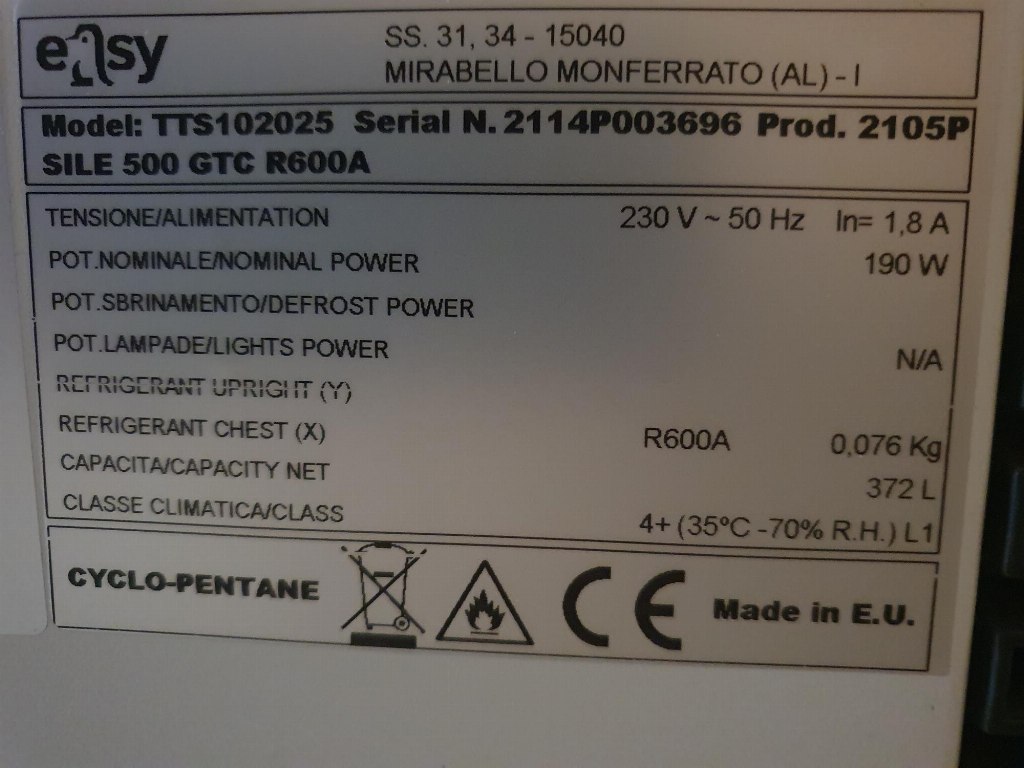 easy
SS. 31, 34 - 15040
MIRABELLO MONFERRATO (AL) - I
Model: TTS102025 Serial N. 2114P003696 Prod. 2105P
SILE 500 GTC R600A
TENSIONE/ALIMENTATION 230 V ~ 50 Hz In= 1,8 A
POT.NOMINALE/NOMINAL POWER 190 W
POT.SBRINAMENTO/DEFROST POWER
POT.LAMPADE/LIGHTS POWER N/A
REFRIGERANT UPRIGHT (Y)
REFRIGERANT CHEST (X) R600A 0,076 Kg
CAPACITA/CAPACITY NET 372 L
CLASSE CLIMATICA/CLASS 4+ (35ºC -70% R.H.) L1
CYCLO-PENTANE CE Made in E.U.